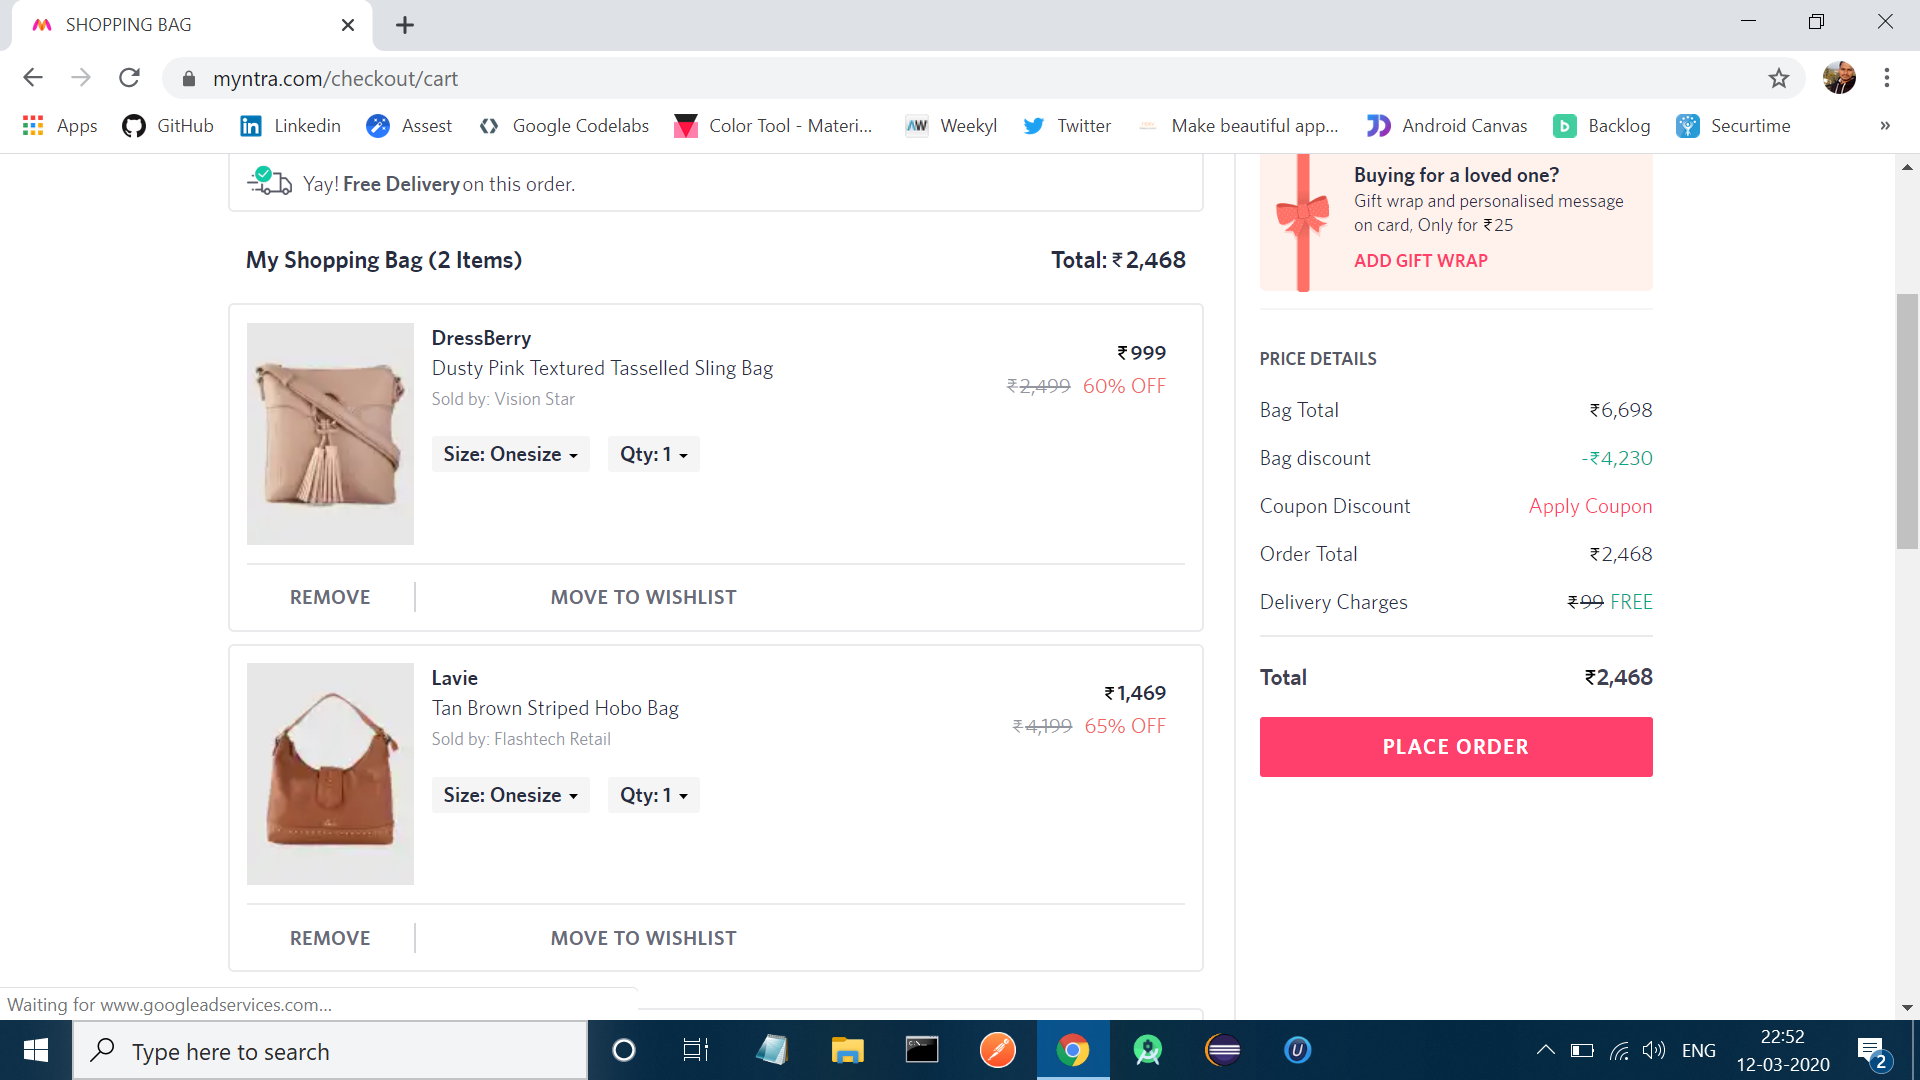 SHOPPING BAG
myntra.com/checkout/cart
Apps GitHub Linkedin Assest Google Codelabs Color Tool - Materi... Weekyl Twitter Make beautiful app... Android Canvas Backlog Securtime »
Yay! Free Delivery on this order.
My Shopping Bag (2 Items) Total: ₹2,468
DressBerry
Dusty Pink Textured Tasselled Sling Bag
Sold by: Vision Star
₹999
₹2,499 60% OFF
Size: Onesize Qty: 1
REMOVE MOVE TO WISHLIST
Lavie
Tan Brown Striped Hobo Bag
Sold by: Flashtech Retail
₹1,469
₹4,199 65% OFF
Size: Onesize Qty: 1
REMOVE MOVE TO WISHLIST
Buying for a loved one?
Gift wrap and personalised message
on card, Only for ₹25
ADD GIFT WRAP
PRICE DETAILS
Bag Total ₹6,698
Bag discount -₹4,230
Coupon Discount Apply Coupon
Order Total ₹2,468
Delivery Charges ₹99 FREE
Total ₹2,468
PLACE ORDER
Waiting for www.googleadservices.com...
Type here to search
ENG
22:52
12-03-2020
2